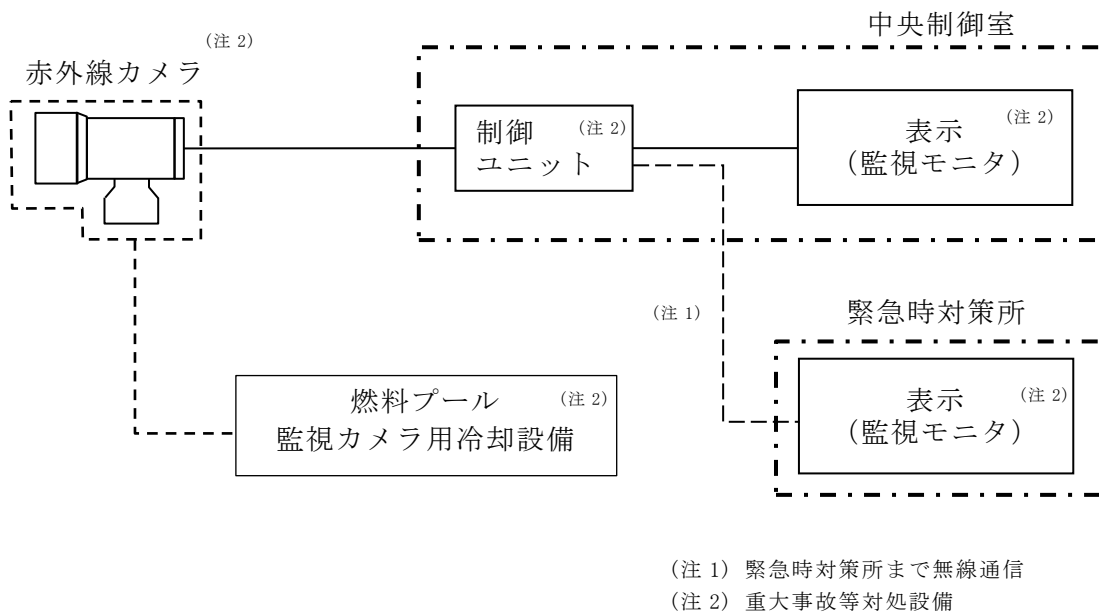 中央制御室
(注 2)
赤外線カメラ
制御 (注 2)
ユニット
表示 (注 2)
(監視モニタ)
(注 1)
緊急時対策所
表示 (注 2)
(監視モニタ)
燃料プール (注 2)
監視カメラ用冷却設備
(注 1) 緊急時対策所まで無線通信
(注 2) 重大事故等対処設備